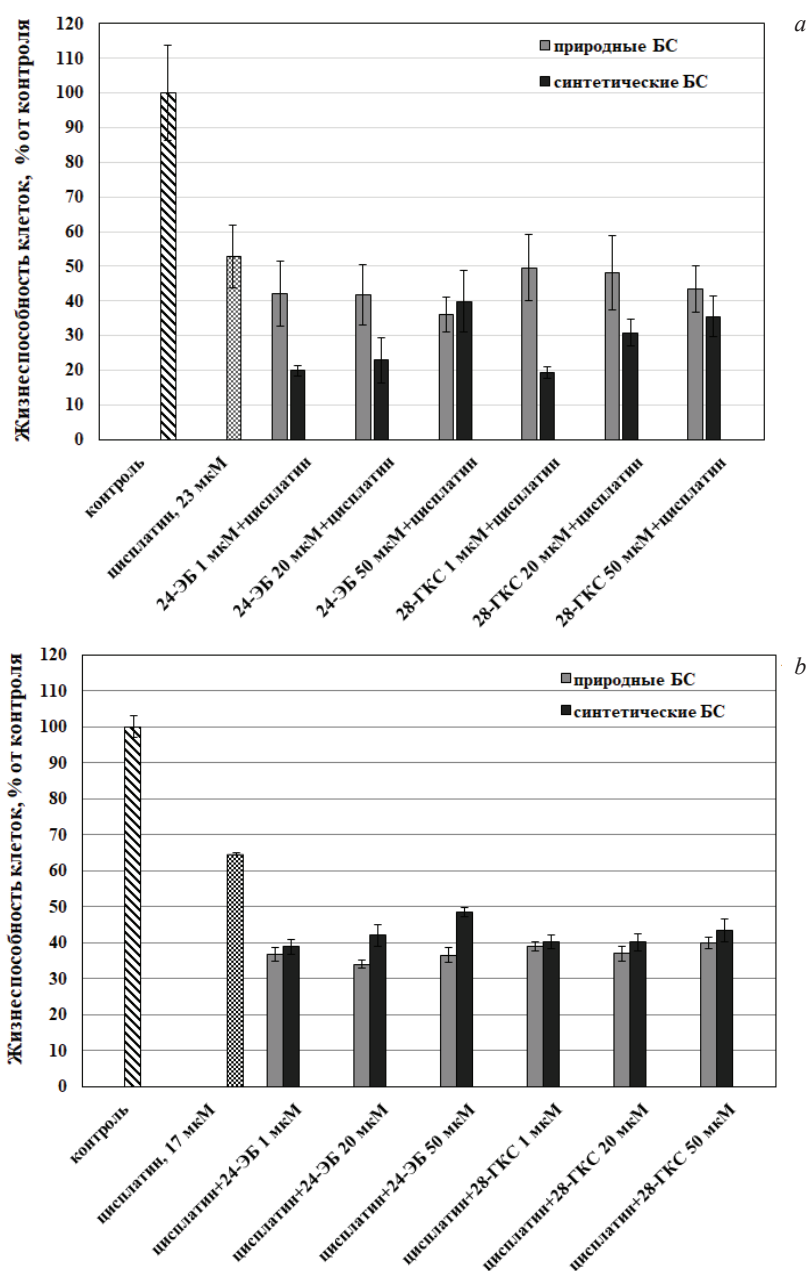 a
Жизнеспособность клеток, % от контроля
120
110
100
90
80
70
60
50
40
30
20
10
0
природные БС
синтетические БС
контроль
цисплатин, 23 мкМ
24-ЭБ 1 мкМ+цисплатин
24-ЭБ 20 мкМ+цисплатин
24-ЭБ 50 мкМ+цисплатин
28-ГКС 1 мкМ+цисплатин
28-ГКС 20 мкМ+цисплатин
28-ГКС 50 мкМ+цисплатин
b
Жизнеспособность клеток, % от контроля
120
110
100
90
80
70
60
50
40
30
20
10
0
природные БС
синтетические БС
контроль
цисплатин, 17 мкМ
цисплатин+24-ЭБ 1 мкМ
цисплатин+24-ЭБ 20 мкМ
цисплатин+24-ЭБ 50 мкМ
цисплатин+28-ГКС 1 мкМ
цисплатин+28-ГКС 20 мкМ
цисплатин+28-ГКС 50 мкМ